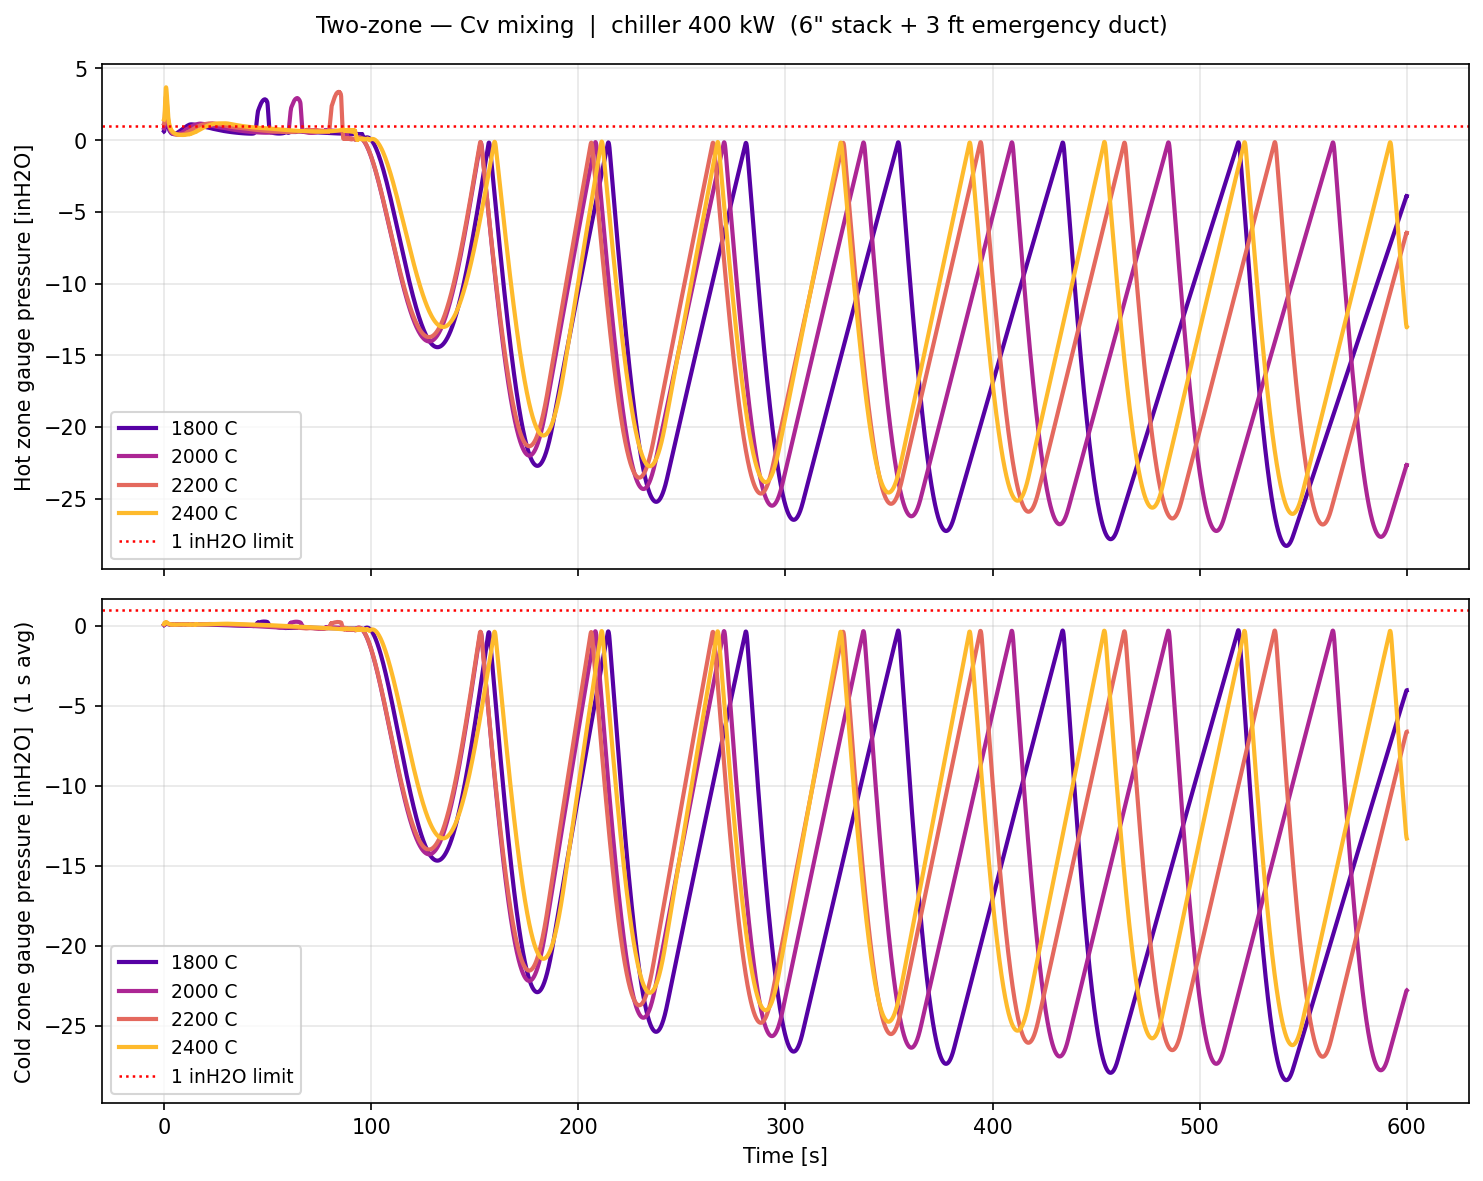 Two-zone — Cv mixing  |  chiller 400 kW  (6" stack + 3 ft emergency duct)
Hot zone gauge pressure [inH2O]
5
0
−5
−10
−15
−20
−25
1800 C
2000 C
2200 C
2400 C
1 inH2O limit
Cold zone gauge pressure [inH2O]  (1 s avg)
0
−5
−10
−15
−20
−25
1800 C
2000 C
2200 C
2400 C
1 inH2O limit
0 100 200 300 400 500 600
Time [s]